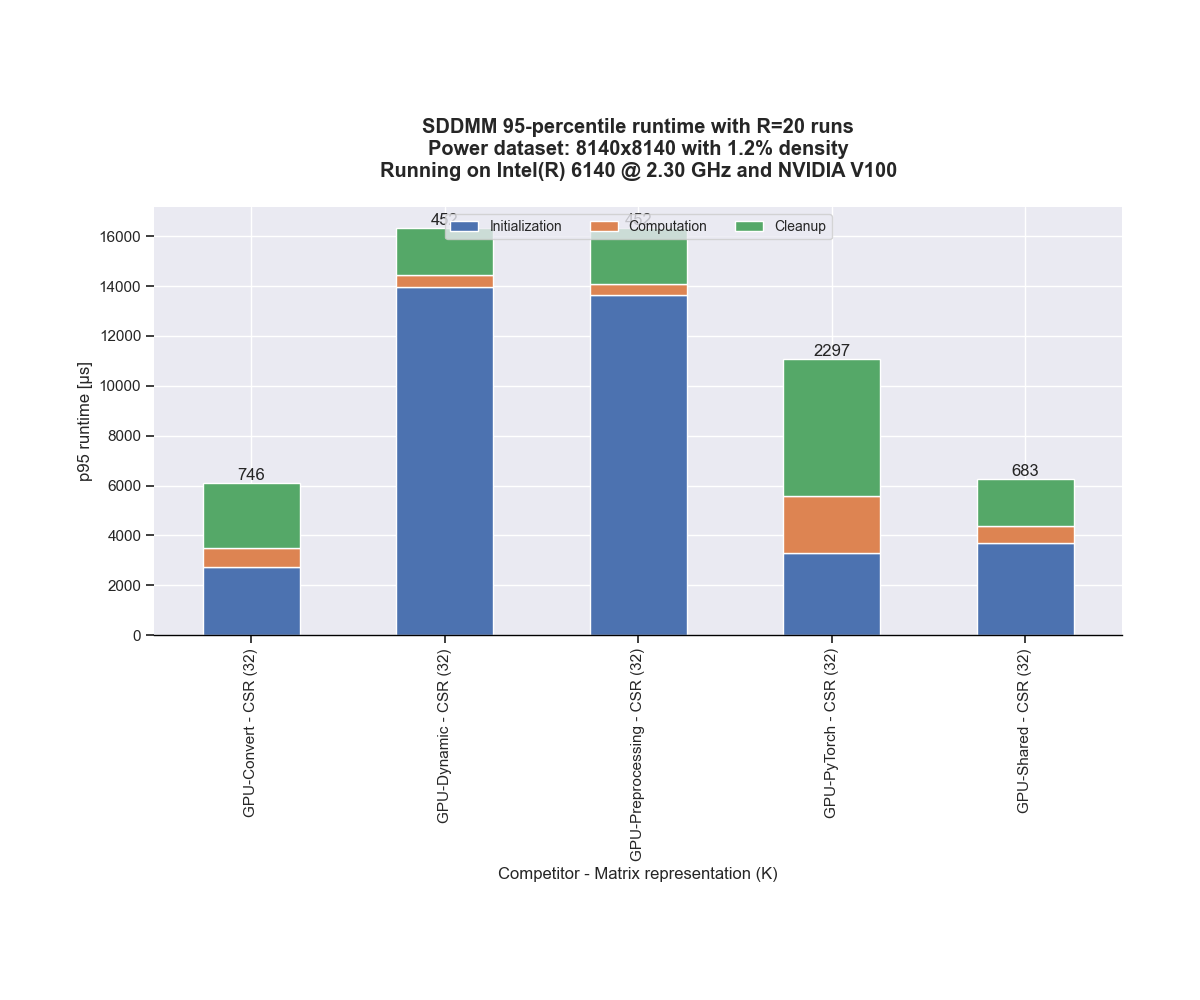 SDDMM 95-percentile runtime with R=20 runs
Power dataset: 8140x8140 with 1.2% density
Running on Intel(R) 6140 @ 2.30 GHz and NVIDIA V100
452
452
Initialization
Computation
Cleanup
16000
14000
12000
10000
8000
6000
4000
2000
0
p95 runtime [μs]
746
2297
683
GPU-Convert - CSR (32)
GPU-Dynamic - CSR (32)
GPU-Preprocessing - CSR (32)
GPU-PyTorch - CSR (32)
GPU-Shared - CSR (32)
Competitor - Matrix representation (K)